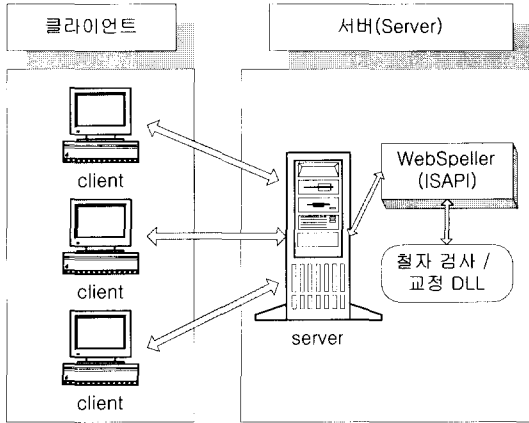 클라이언트
서버(Server)
client
client
client
server
WebSpeller
(ISAPI)
철자 검사 /
교정 DLL